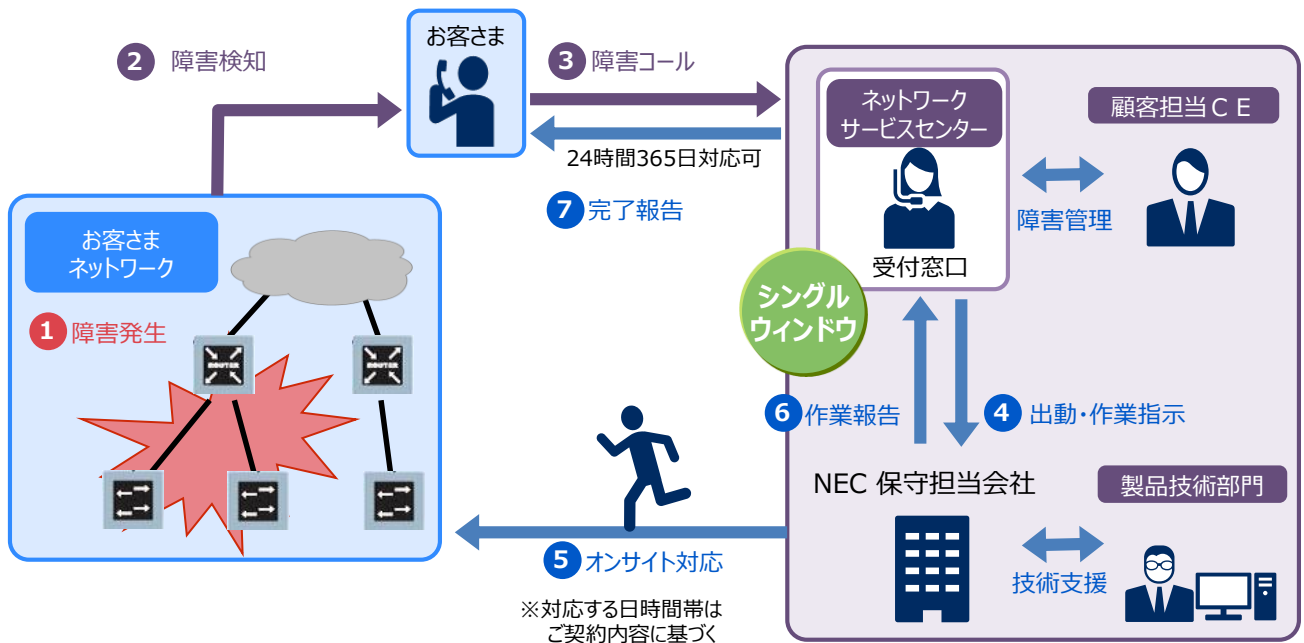 お客さま
② 障害検知
③ 障害コール
24時間365日対応可
⑦ 完了報告
お客さま
ネットワーク
① 障害発生
ROUTER
ROUTER
ネットワーク
サービスセンター
受付窓口
顧客担当ＣＥ
障害管理
シングル
ウィンドウ
⑥ 作業報告
④ 出動・作業指示
NEC 保守担当会社
製品技術部門
技術支援
⑤ オンサイト対応
※対応する日時間帯は
ご契約内容に基づく